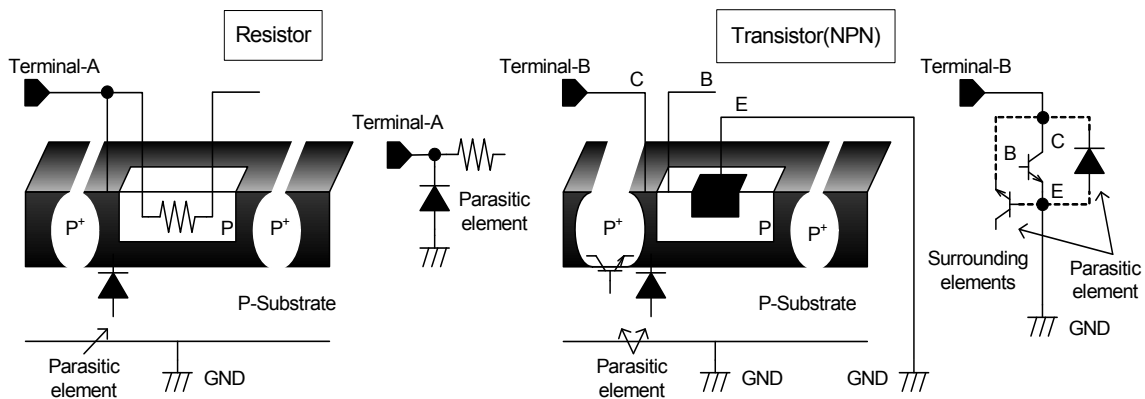 Resistor
Terminal-A
P+
P
P+
P-Substrate
Parasitic
element
GND
Terminal-A
Parasitic
element
Transistor(NPN)
Terminal-B
C
B
E
P+
P
P+
P-Substrate
Parasitic
element
GND
GND
Terminal-B
C
B
E
Surrounding
elements
Parasitic
element
GND